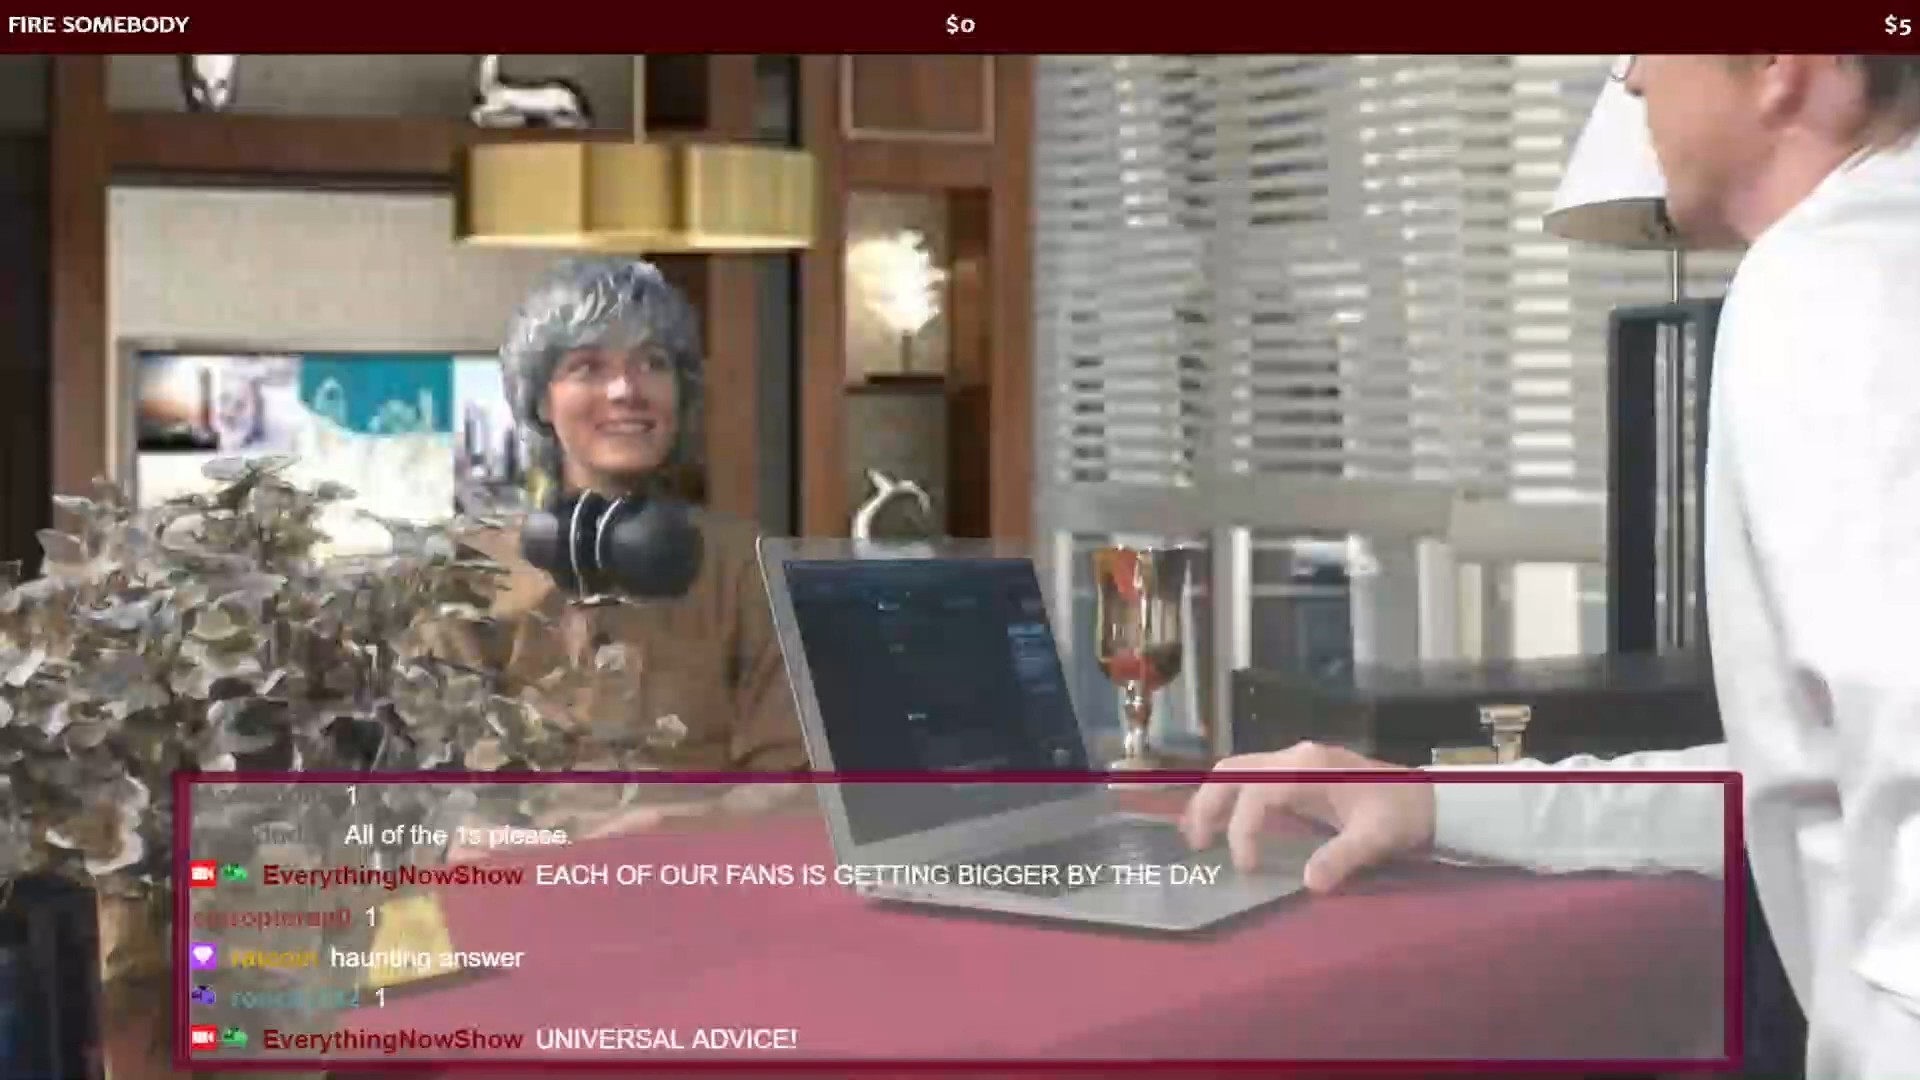 FIRE SOMEBODY $0 $5
1
All of the 1s please.
EverythingNowShow EACH OF OUR FANS IS GETTING BIGGER BY THE DAY
1
haunting answer
1
EverythingNowShow UNIVERSAL ADVICE!